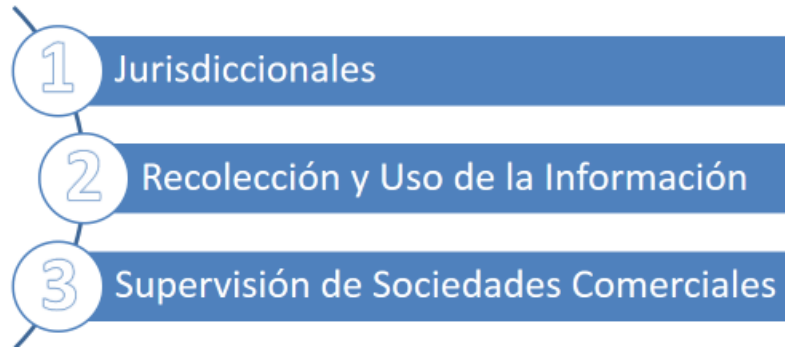 1 Jurisdiccionales
2 Recolección y Uso de la Información
3 Supervisión de Sociedades Comerciales